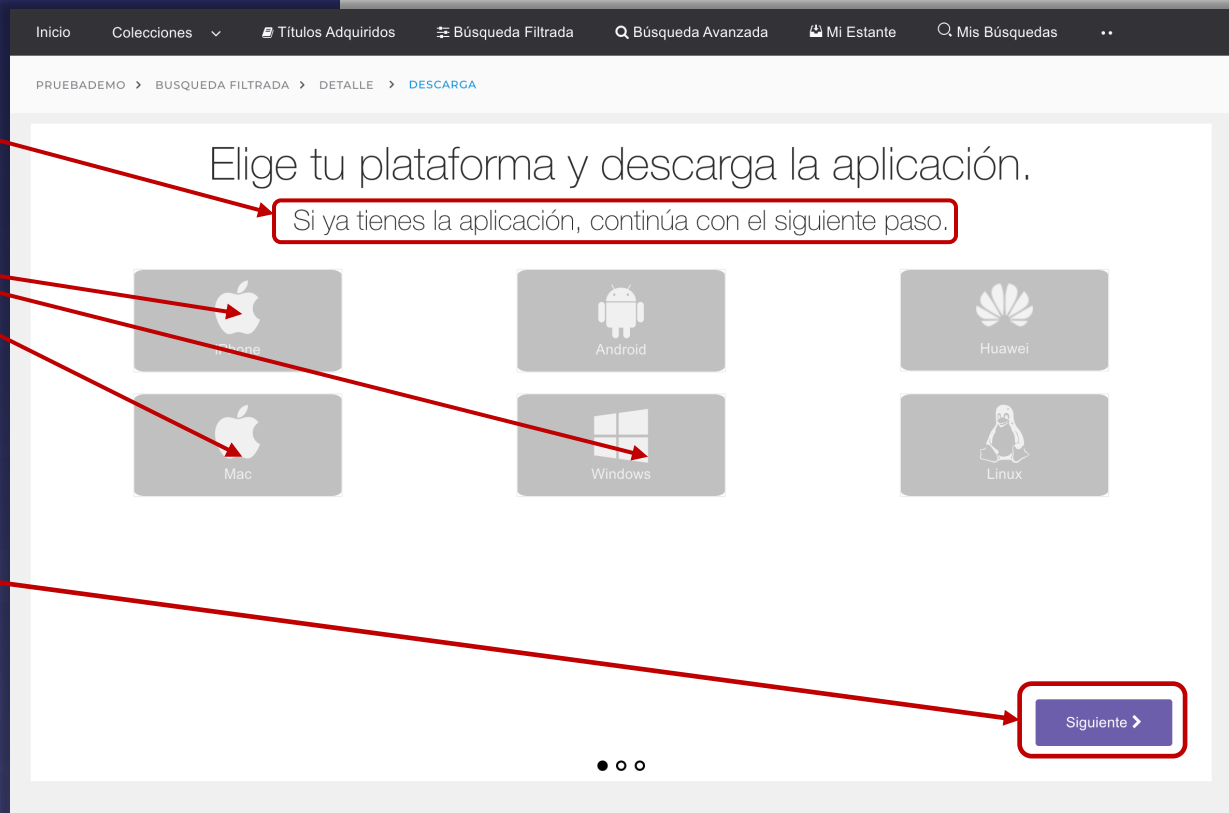 Inicio Colecciones Títulos Adquiridos Búsqueda Filtrada Búsqueda Avanzada Mi Estante Mis Búsquedas
PRUEBADEMO > BUSQUEDA FILTRADA > DETALLE > DESCARGA
Elige tu plataforma y descarga la aplicación.
Si ya tienes la aplicación, continúa con el siguiente paso.
iPhone Android Huawei
Mac Windows Linux
Siguiente >